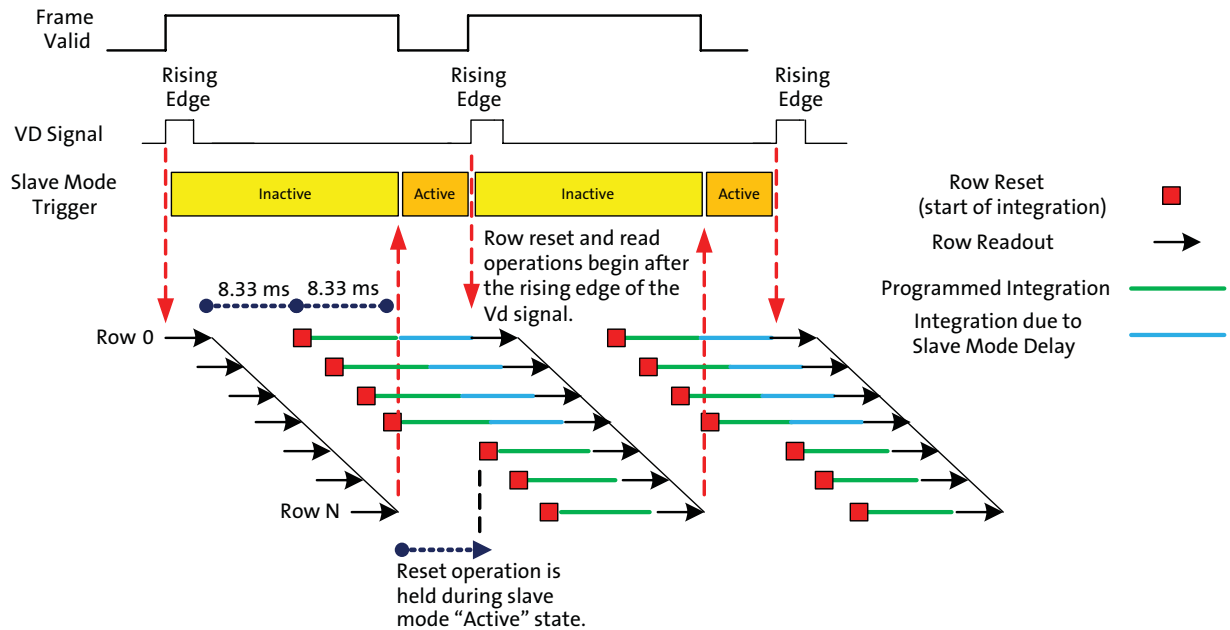 Frame
Valid
Rising
Edge
Rising
Edge
Rising
Edge
VD Signal
Slave Mode
Trigger
Inactive
Active
Inactive
Active
Row Reset
(start of integration)
Row Readout
Programmed Integration
Integration due to
Slave Mode Delay
Row reset and read
operations begin after
the rising edge of the
Vd signal.
8.33 ms
8.33 ms
Row 0
Row N
Reset operation is
held during slave
mode “Active” state.